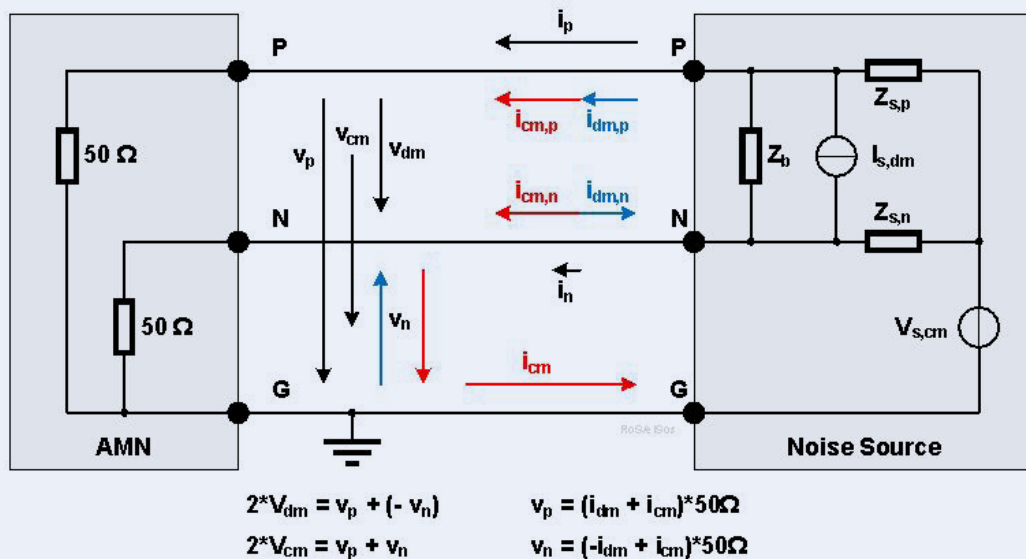 i_p
P
P
Z_s,p
i_cm,p
i_dm,p
v_cm
v_p
v_dm
50 Ω
Z_b
I_s,dm
i_cm,n
i_dm,n
N
N
Z_s,n
i_n
50 Ω
v_n
V_s,cm
i_cm
G
G
AMN
Noise Source
2*V_dm = v_p + (- v_n)
v_p = (i_dm + i_cm)*50Ω
2*V_cm = v_p + v_n
v_n = (-i_dm + i_cm)*50Ω